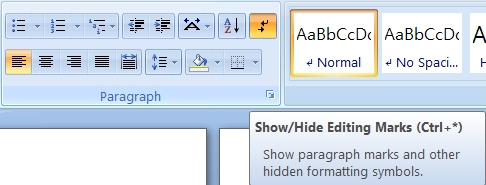 AaBbCcDc AaBbCcDc A
↲ Normal ↲ No Spaci... H
Paragraph
Show/Hide Editing Marks (Ctrl+*)
Show paragraph marks and other
hidden formatting symbols.